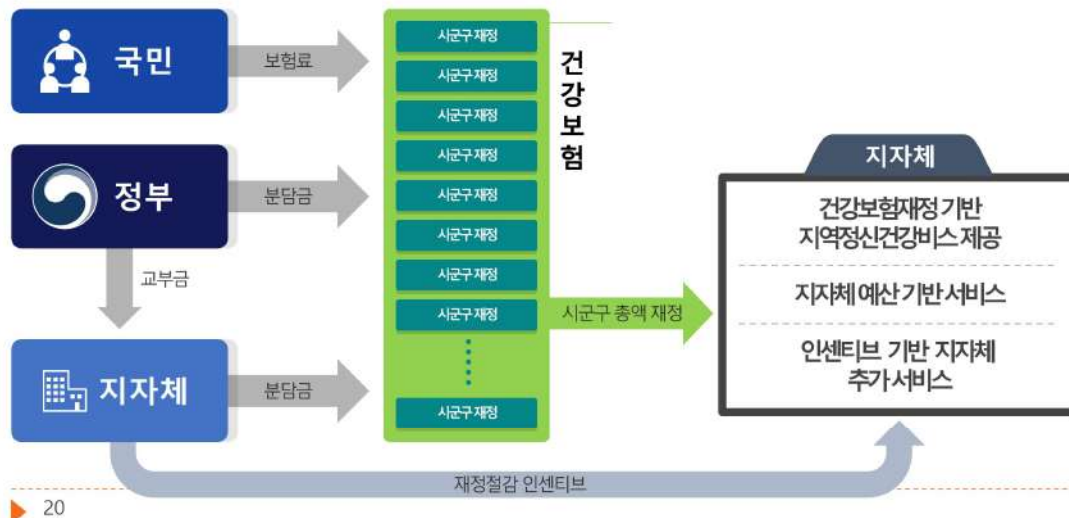 국민
보험료
정부
분담금
교부금
지자체
분담금
시군구 재정
시군구 재정
시군구 재정
시군구 재정
시군구 재정
시군구 재정
시군구 재정
시군구 재정
시군구 재정
건강보험
시군구 총액 재정
지자체
건강보험재정 기반
지역정신건강비스 제공
지자체 예산 기반 서비스
인센티브 기반 지자체
추가 서비스
재정절감 인센티브
20